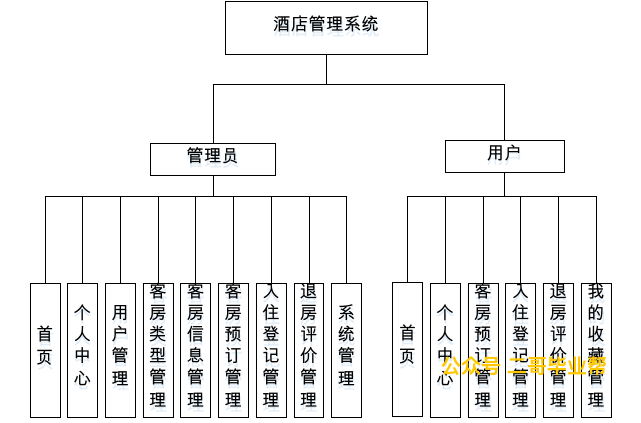 酒店管理系统
管理员
用户
首页
个人中心
用户管理
客房类型管理
客房信息管理
客房预订管理
入住登记管理
退房评价管理
系统管理
首页
个人中心
客房预订管理
入住登记管理
退房评价管理
我的收藏管理
公众号 二哥毕业帮